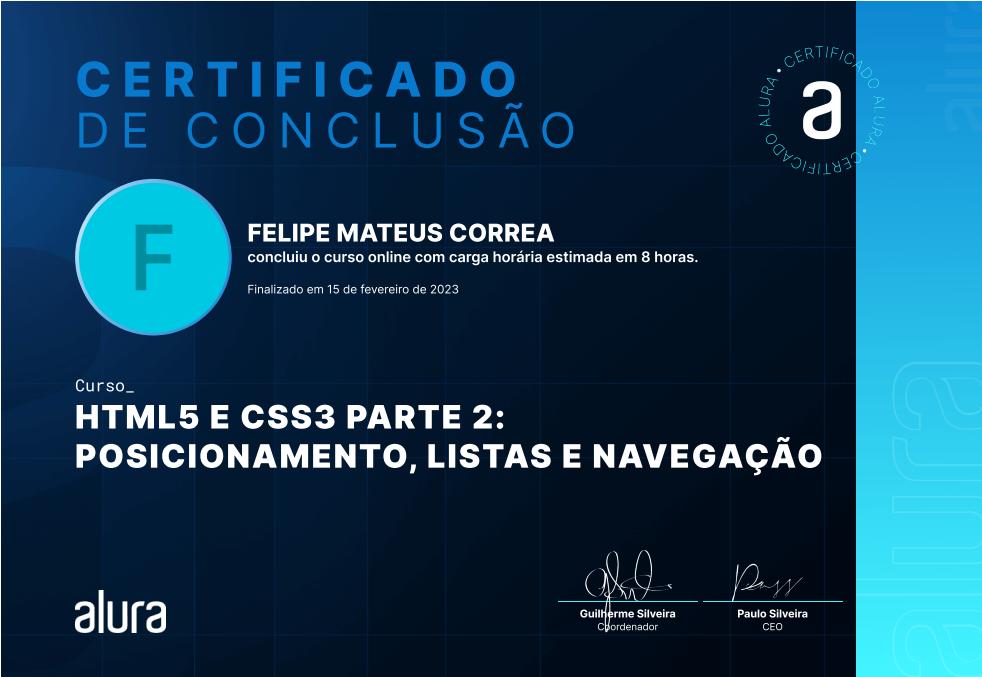 CERTIFICADO
DE CONCLUSÃO
CERTIFICADO ALURA • CERTIFICADO ALURA •
a
F
FELIPE MATEUS CORREA
concluiu o curso online com carga horária estimada em 8 horas.
Finalizado em 15 de fevereiro de 2023
Curso_
HTML5 E CSS3 PARTE 2:
POSICIONAMENTO, LISTAS E NAVEGAÇÃO
alura
Guilherme Silveira
Coordenador
Paulo Silveira
CEO
alura
alura